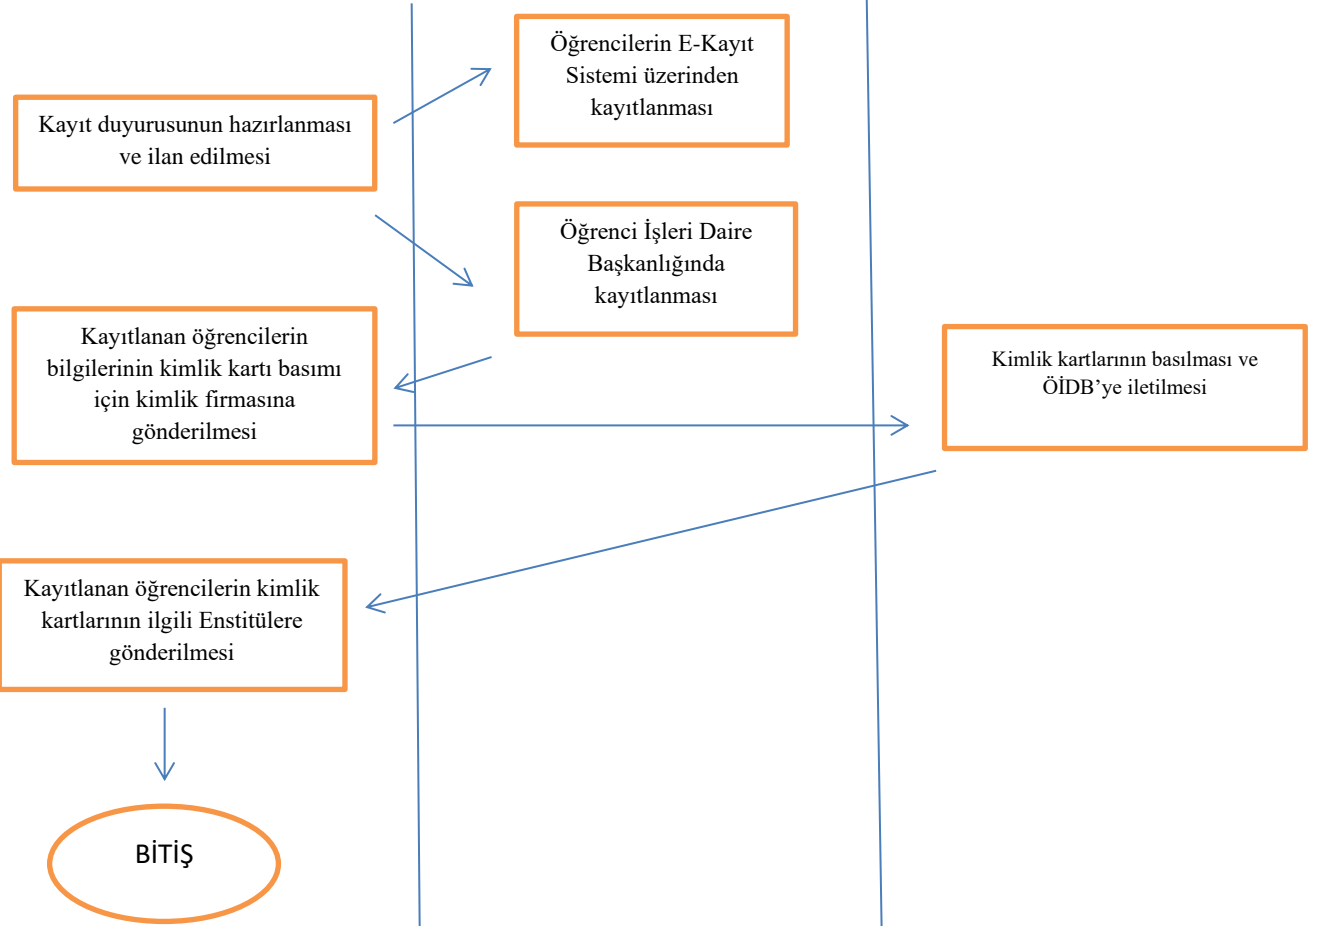 Öğrencilerin E-Kayıt
Sistemi üzerinden
kayıtlanması
Kayıt duyurusunun hazırlanması
ve ilan edilmesi
Öğrenci İşleri Daire
Başkanlığında
kayıtlanması
Kayıtlanan öğrencilerin
bilgilerinin kimlik kartı basımı
için kimlik firmasına
gönderilmesi
Kimlik kartlarının basılması ve
ÖİDB’ye iletilmesi
Kayıtlanan öğrencilerin kimlik
kartlarının ilgili Enstitülere
gönderilmesi
BİTİŞ